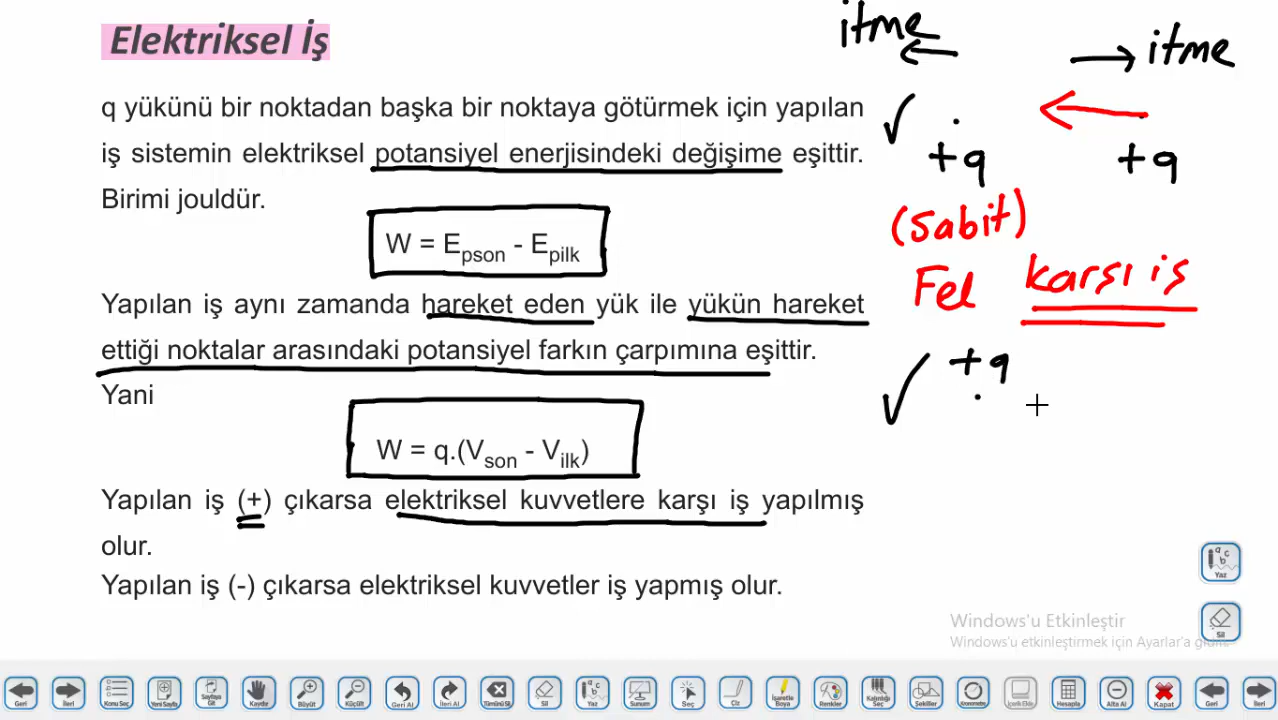 Elektriksel İş
q yükünü bir noktadan başka bir noktaya götürmek için yapılan
iş sistemin elektriksel potansiyel enerjisindeki değişime eşittir.
Birimi jouldür.
W = Epson - Epilk
Yapılan iş aynı zamanda hareket eden yük ile yükün hareket
ettiği noktalar arasındaki potansiyel farkın çarpımına eşittir.
Yani
W = q.(Vson - Vilk)
Yapılan iş (+) çıkarsa elektriksel kuvvetlere karşı iş yapılmış
olur.
Yapılan iş (-) çıkarsa elektriksel kuvvetler iş yapmış olur.
itme
itme
+q
+q
(Sabit)
Fel karşı iş
+q
Yaz
Sil
Windows'u Etkinleştir
Windows'u etkinleştirmek için Ayarlar'a gidin.
Geri İleri Konu Seç Yeni Sayfa Sayfaya Git Kaydır Büyüt Küçült Geri Al İleri Al Tümünü Sil Sil Yaz Sunum Seç Çiz İşaretle Boya Renkler Kalınlığı Seç Şekiller Kronometre İçerik Ekle Hesapla Alta Al Kapat Geri İleri